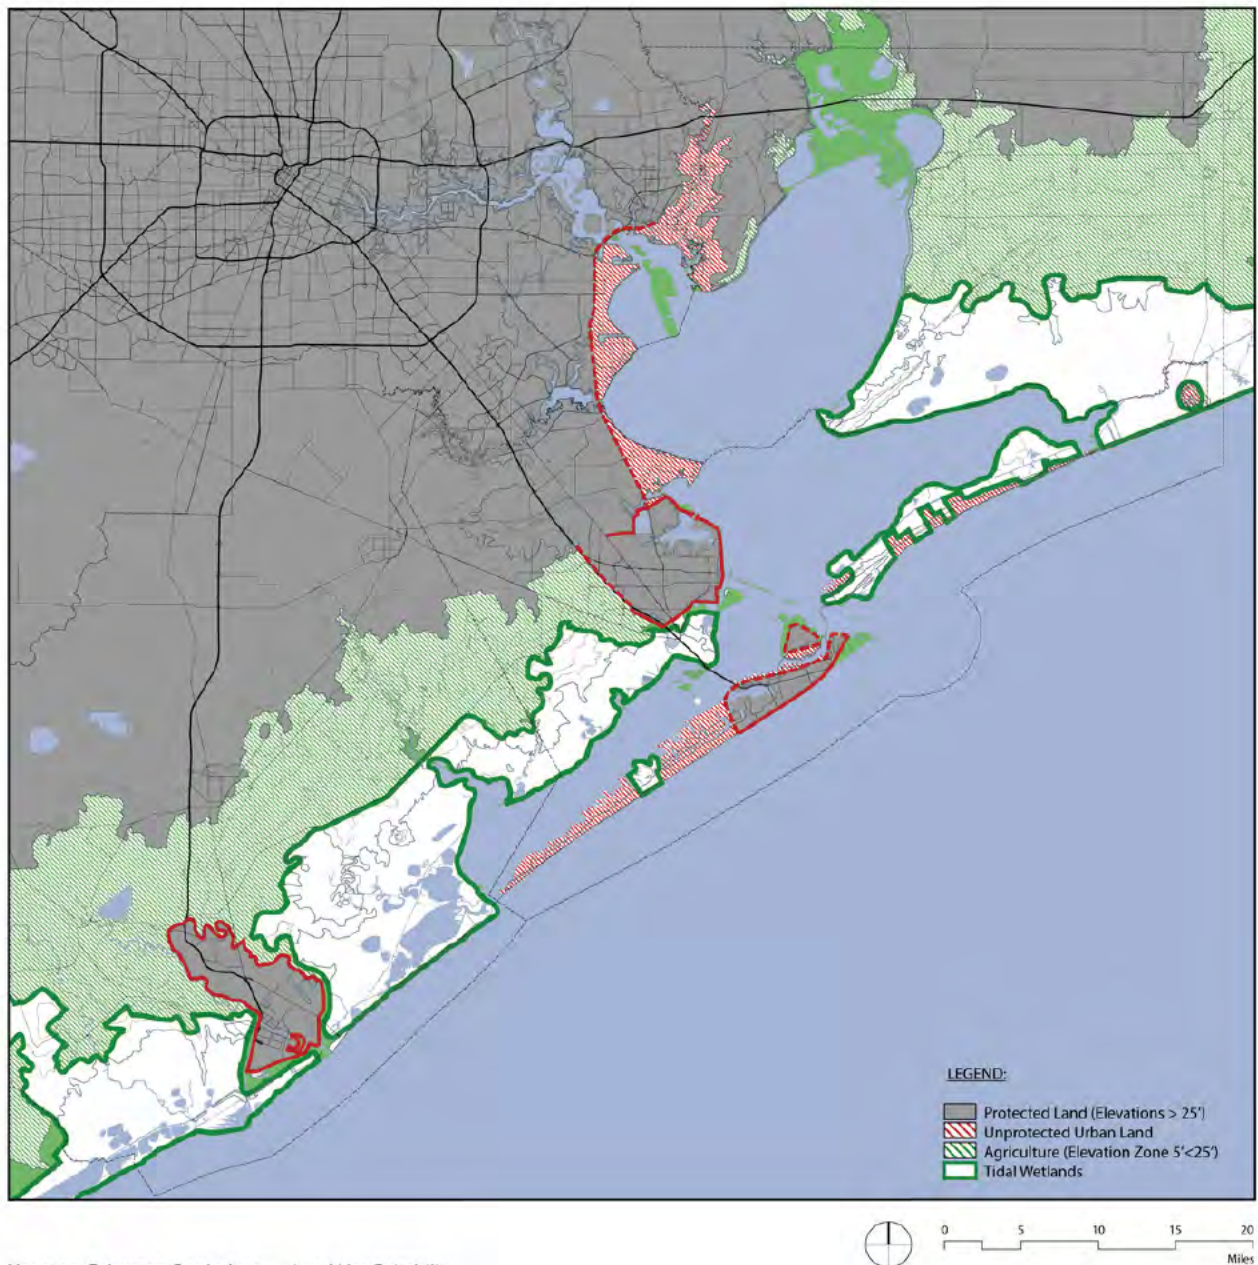 LEGEND:
Protected Land (Elevations > 25')
Unprotected Urban Land
Agriculture (Elevation Zone 5'<25')
Tidal Wetlands
0 5 10 15 20
Miles